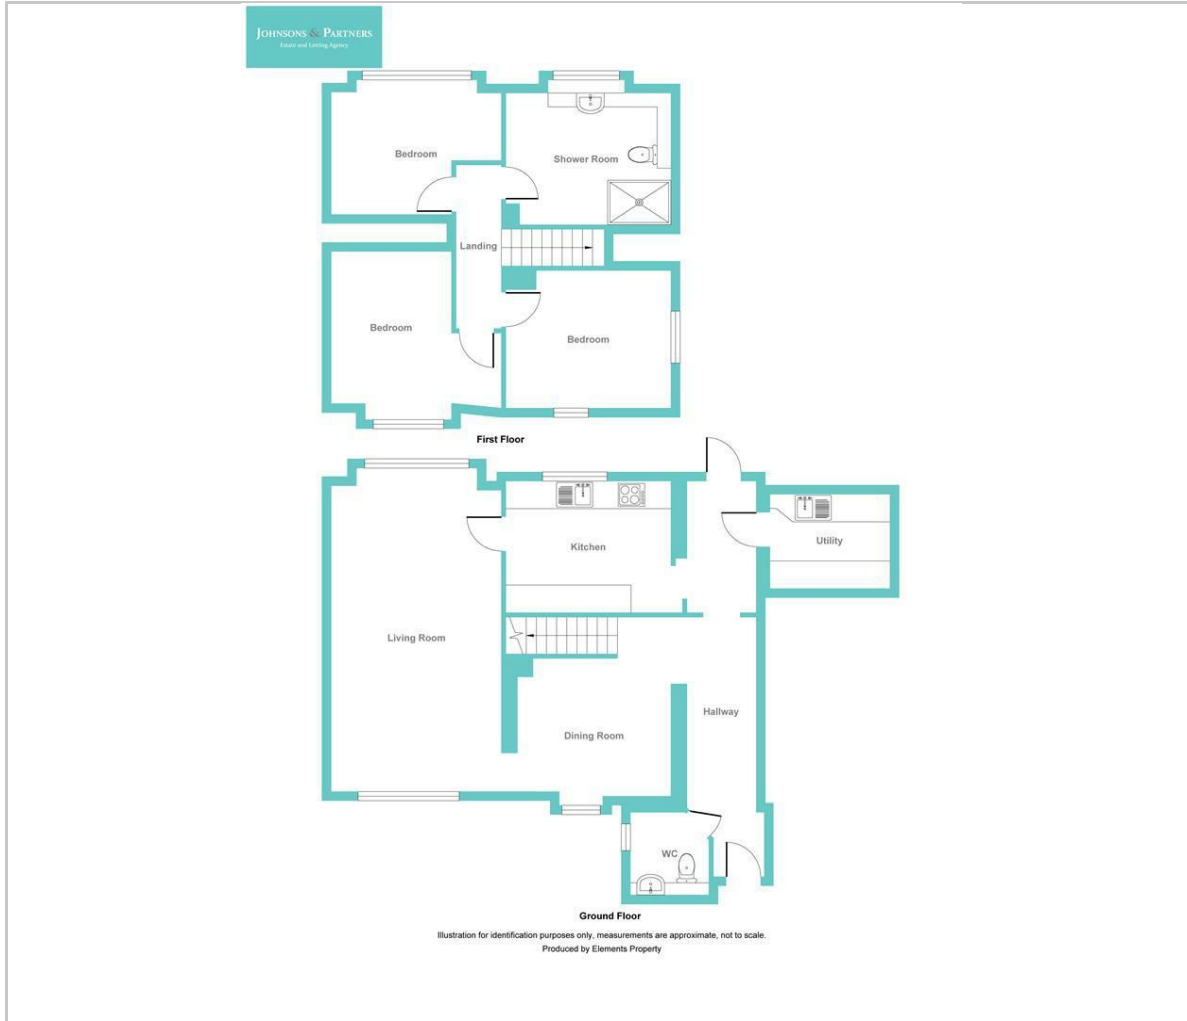 JOHNSONS & PARTNERS
Estate and Letting Agency
Bedroom
Shower Room
Landing
Bedroom
Bedroom
First Floor
Kitchen
Utility
Living Room
Hallway
Dining Room
WC
Ground Floor
Illustration for identification purposes only, measurements are approximate, not to scale.
Produced by Elements Property